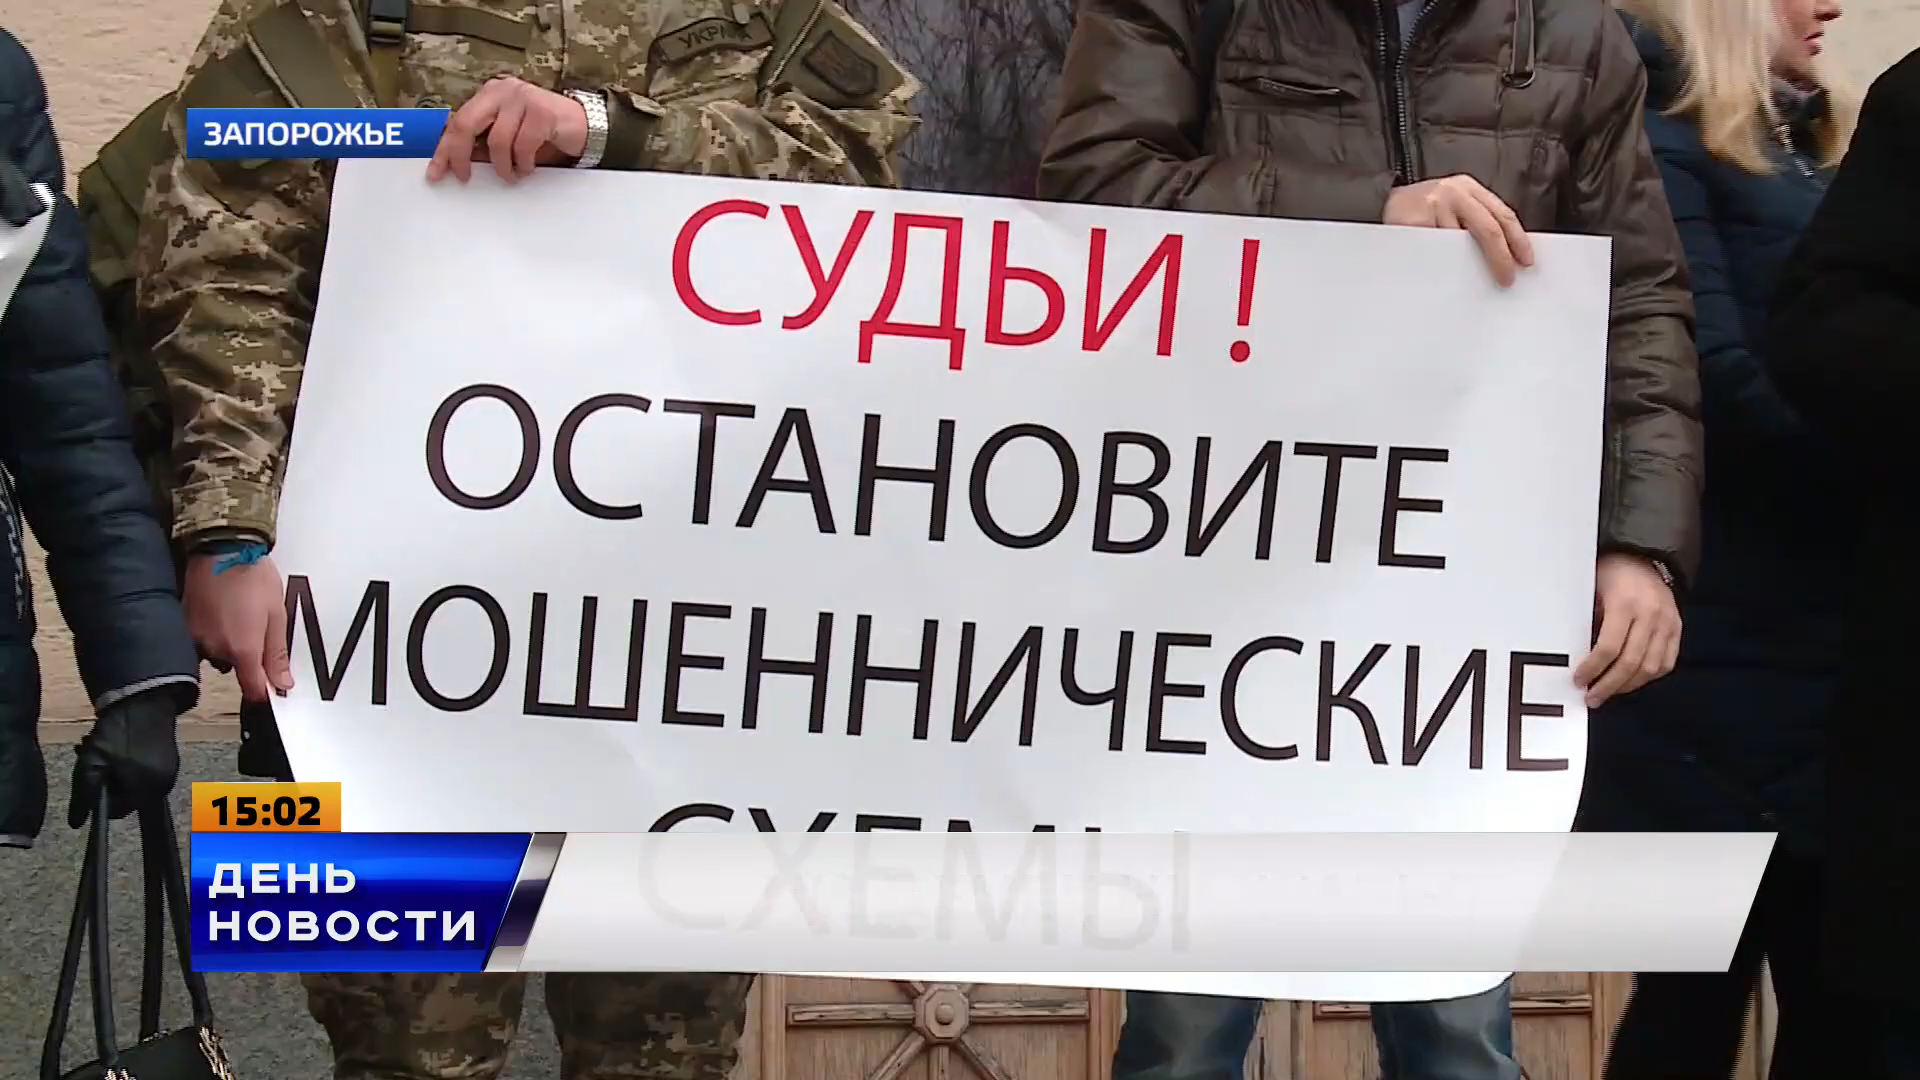 ЗАПОРОЖЬЕ
СУДЬИ !
ОСТАНОВИТЕ
МОШЕННИЧЕСКИЕ
СХЕМЫ
15:02
ДЕНЬ
НОВОСТИ